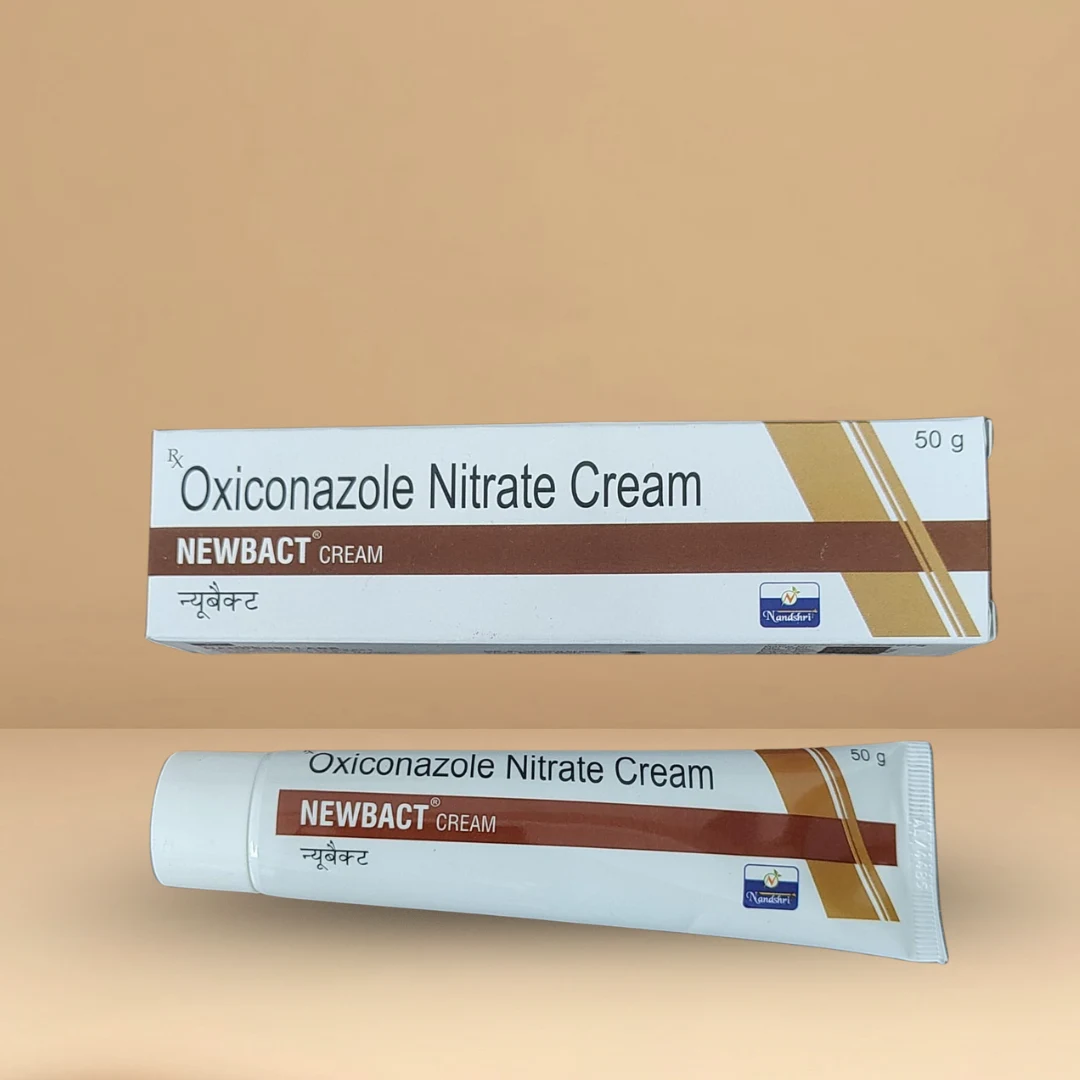 50 g
Rx
Oxiconazole Nitrate Cream
NEWBACT® CREAM
न्यूबैक्ट
Nandshri
Oxiconazole Nitrate Cream
50 g
NEWBACT® CREAM
न्यूबैक्ट
Nandshri